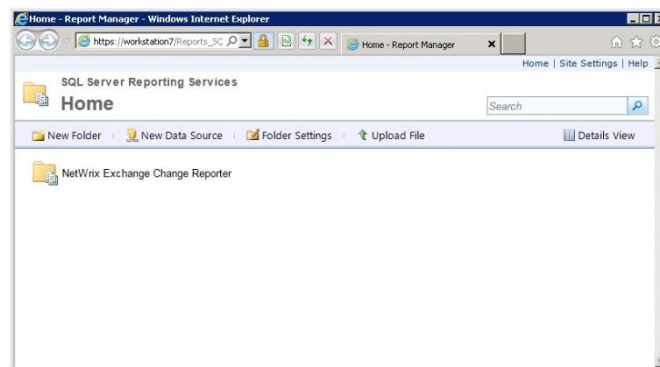 Home - Report Manager - Windows Internet Explorer
https://workstation7/Reports_SC
Home - Report Manager
Home | Site Settings | Help
SQL Server Reporting Services
Home
Search
New Folder
New Data Source
Folder Settings
Upload File
Details View
NetWrix Exchange Change Reporter